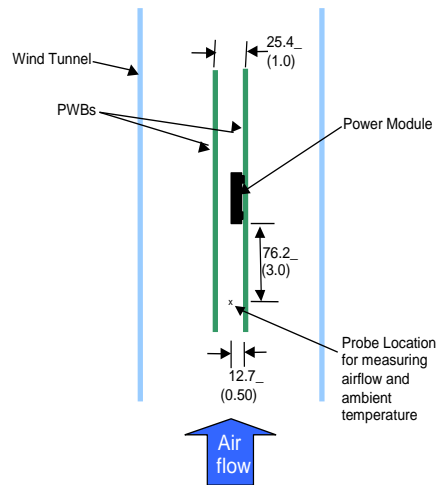 25.4_
(1.0)
Wind Tunnel
PWBs
Power Module
76.2_
(3.0)
x
Probe Location
for measuring
airflow and
ambient
temperature
12.7_
(0.50)
Air
flow